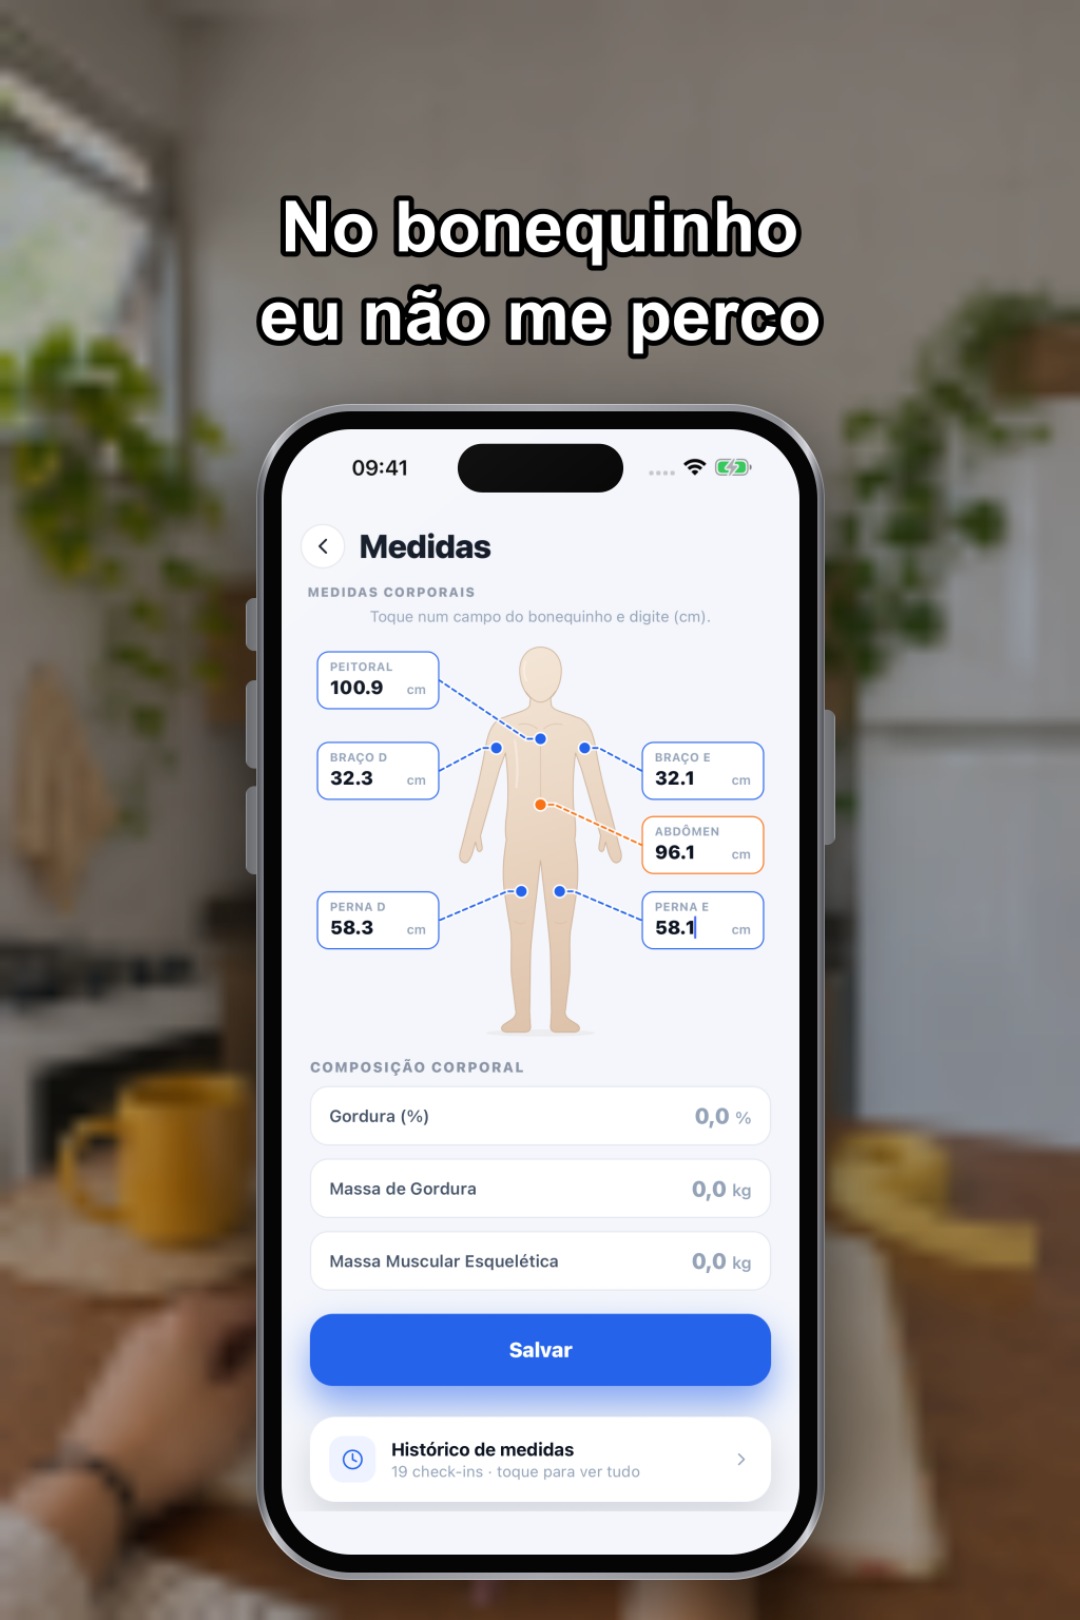 No bonequinho
eu não me perco
09:41
Medidas
MEDIDAS CORPORAIS
Toque num campo do bonequinho e digite (cm).
PEITORAL
100.9 cm
BRAÇO D
32.3 cm
BRAÇO E
32.1 cm
ABDÔMEN
96.1 cm
PERNA D
58.3 cm
PERNA E
58.1 cm
COMPOSIÇÃO CORPORAL
Gordura (%) 0,0 %
Massa de Gordura 0,0 kg
Massa Muscular Esquelética 0,0 kg
Salvar
Histórico de medidas
19 check-ins · toque para ver tudo